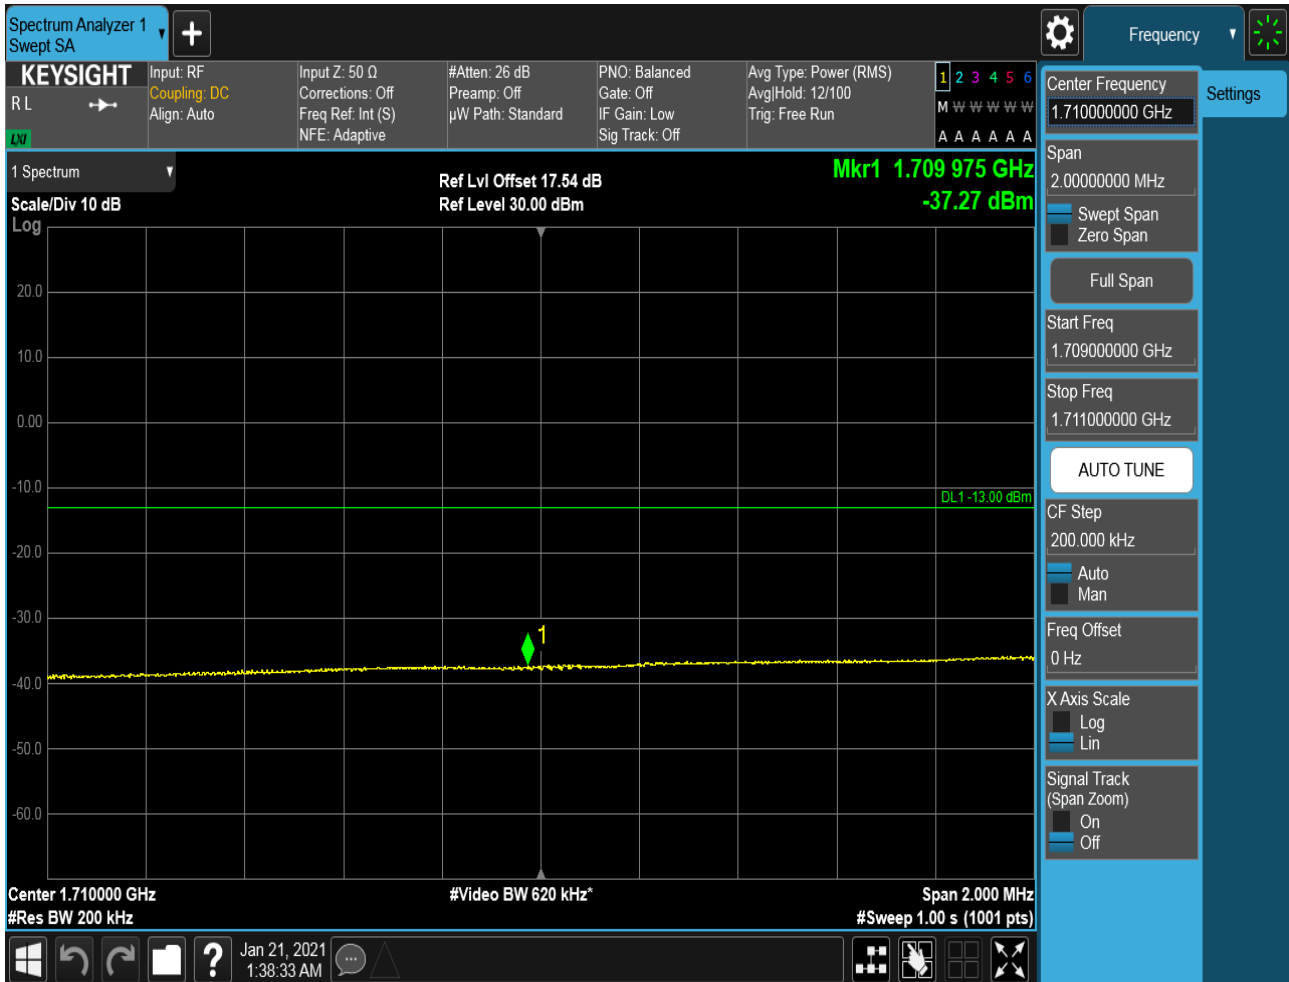 Spectrum Analyzer 1
Swept SA
Frequency
KEYSIGHT
R L
LXI
Input: RF
Coupling: DC
Align: Auto
Input Z: 50 Ω
Corrections: Off
Freq Ref: Int (S)
NFE: Adaptive
#Atten: 26 dB
Preamp: Off
µW Path: Standard
PNO: Balanced
Gate: Off
IF Gain: Low
Sig Track: Off
Avg Type: Power (RMS)
Avg|Hold: 12/100
Trig: Free Run
1 2 3 4 5 6
M W W W W W
A A A A A A
1 Spectrum
Scale/Div 10 dB
Log
Ref Lvl Offset 17.54 dB
Ref Level 30.00 dBm
Mkr1 1.709 975 GHz
-37.27 dBm
20.0
10.0
0.00
-10.0
DL1 -13.00 dBm
-20.0
-30.0
1
-40.0
-50.0
-60.0
Center 1.710000 GHz
#Video BW 620 kHz*
Span 2.000 MHz
#Res BW 200 kHz
#Sweep 1.00 s (1001 pts)
Jan 21, 2021
1:38:33 AM
?
Center Frequency
1.710000000 GHz
Settings
Span
2.00000000 MHz
Swept Span
Zero Span
Full Span
Start Freq
1.709000000 GHz
Stop Freq
1.711000000 GHz
AUTO TUNE
CF Step
200.000 kHz
Auto
Man
Freq Offset
0 Hz
X Axis Scale
Log
Lin
Signal Track
(Span Zoom)
On
Off